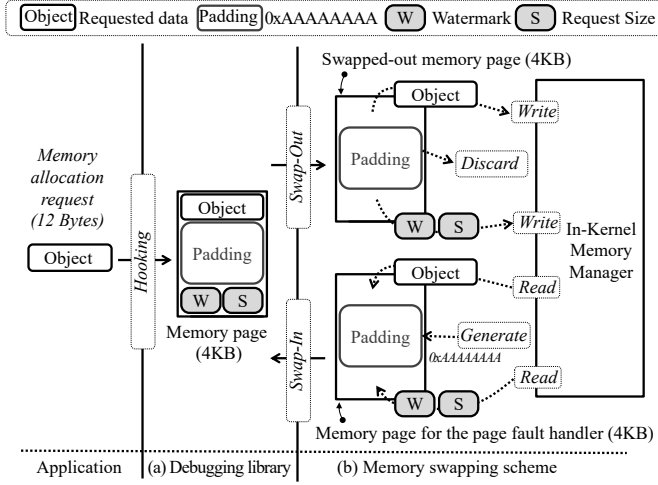 Object Requested data Padding 0xAAAAAAAA W Watermark S Request Size
Swapped-out memory page (4KB)
Object
Write
Padding
Discard
W S
Write
Swap-Out
Memory
allocation
request
(12 Bytes)
Object
Hooking
Object
Padding
W S
Memory page
(4KB)
In-Kernel
Memory
Manager
Swap-In
Object
Read
Padding
Generate
0xAAAAAAAA
W S
Read
Memory page for the page fault handler (4KB)
Application (a) Debugging library (b) Memory swapping scheme